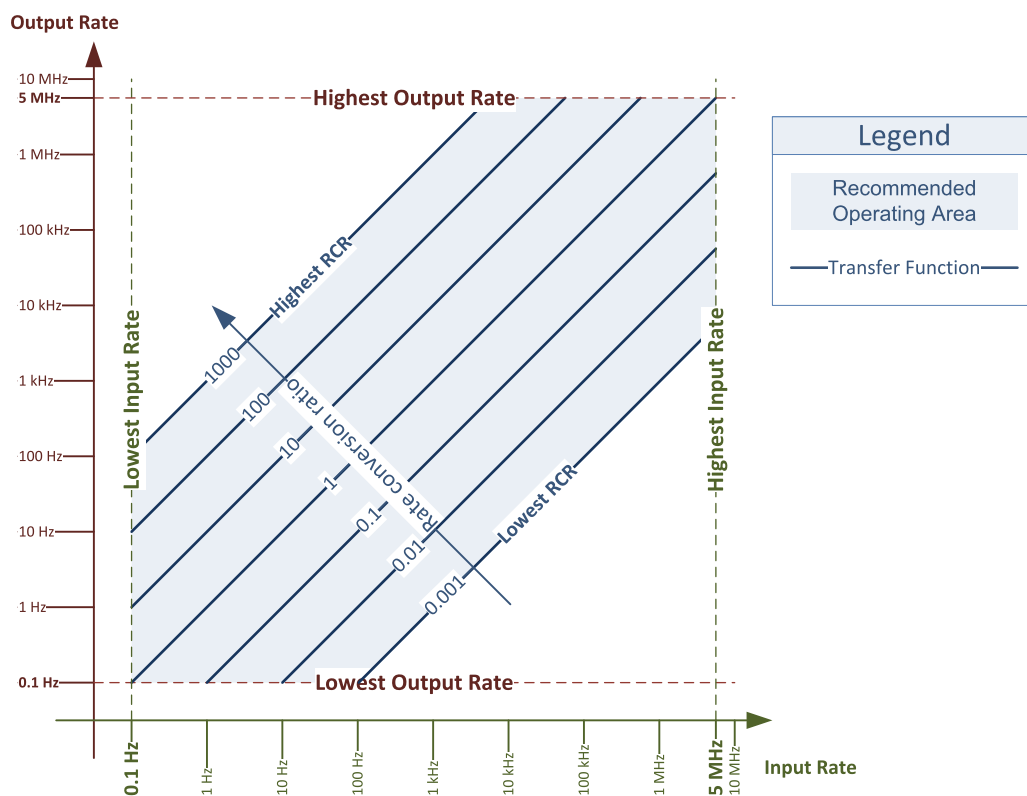 Output Rate
10 MHz
5 MHz
Highest Output Rate
1 MHz
100 kHz
10 kHz
1 kHz
100 Hz
10 Hz
1 Hz
0.1 Hz
Lowest Output Rate
Lowest Input Rate
Highest RCR
1000
100
10
1
0.1
0.01
0.001
Rate conversion ratio
Lowest RCR
Highest Input Rate
Legend
Recommended
Operating Area
Transfer Function
0.1 Hz
1 Hz
10 Hz
100 Hz
1 kHz
10 kHz
100 kHz
1 MHz
5 MHz
10 MHz
Input Rate